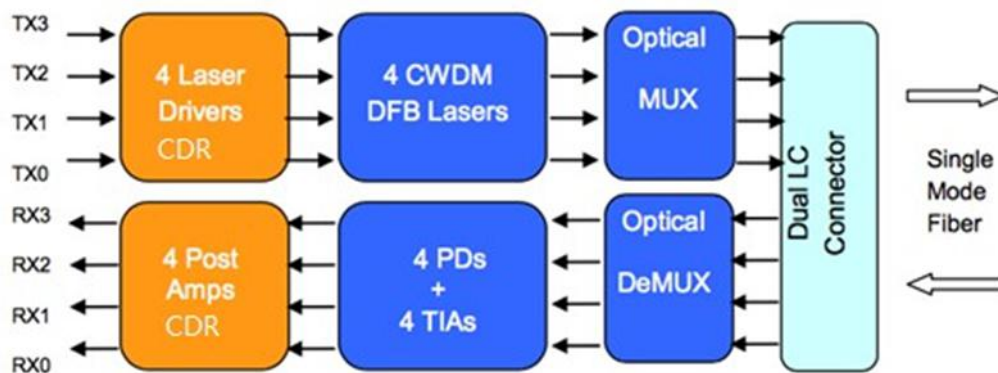 TX3
TX2
TX1
TX0
4 Laser
Drivers
CDR
4 CWDM
DFB Lasers
Optical
MUX
Dual LC
Connector
Single
Mode
Fiber
RX3
RX2
RX1
RX0
4 Post
Amps
CDR
4 PDs
+
4 TIAs
Optical
DeMUX